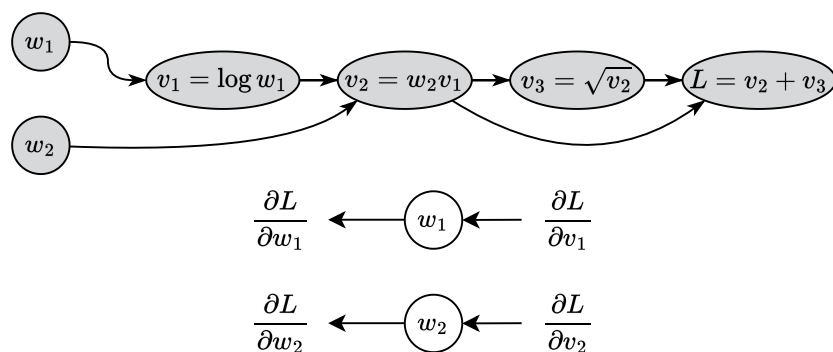 w₁
v₁ = log w₁
v₂ = w₂v₁
v₃ = √v₂
L = v₂ + v₃
w₂
∂L/∂w₁ w₁ ∂L/∂v₁
∂L/∂w₂ w₂ ∂L/∂v₂